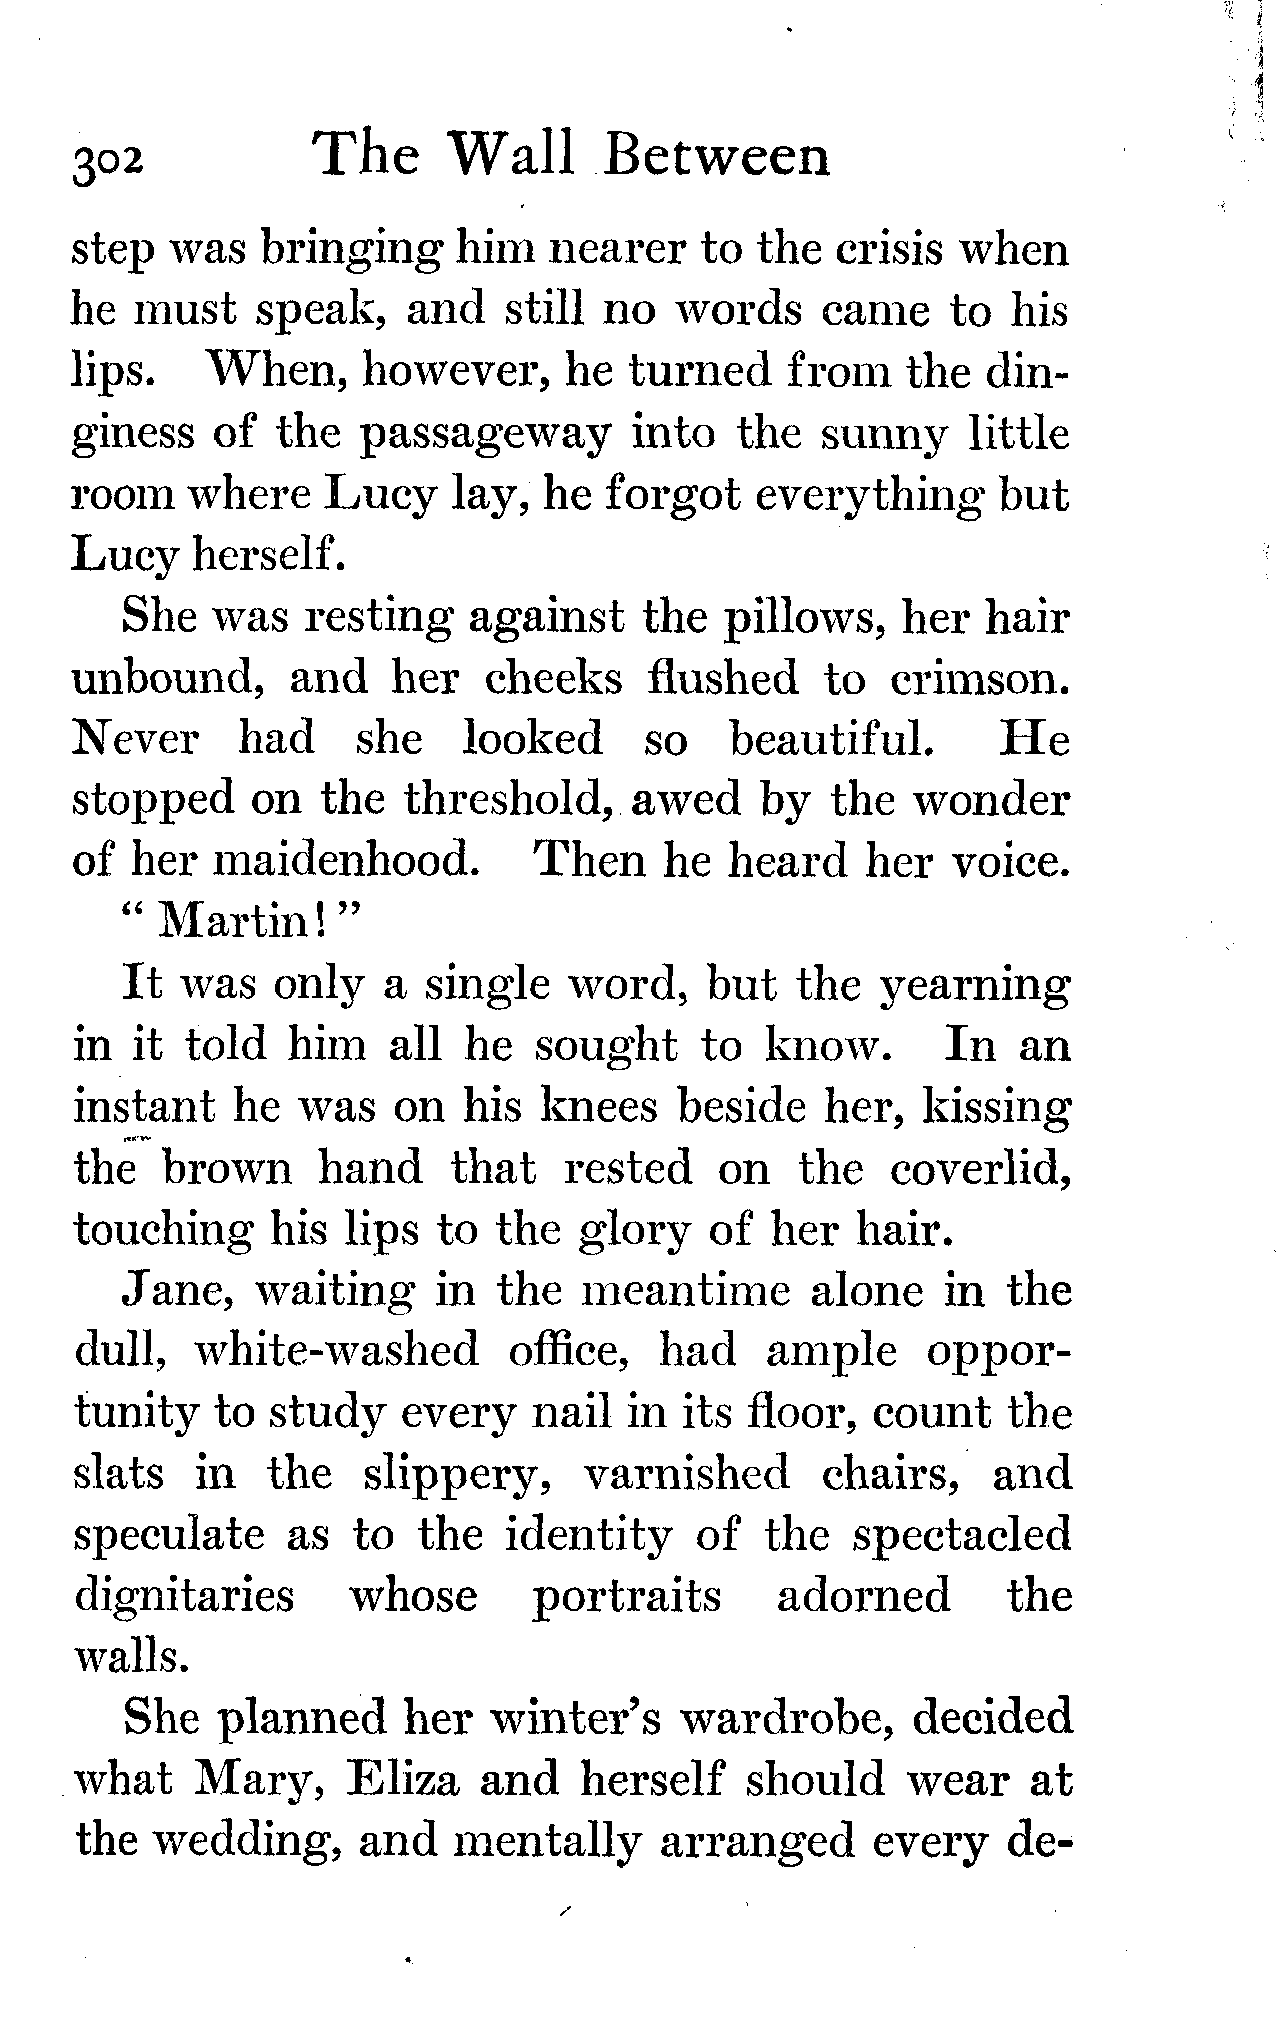 302 The Wall Between
step was bringing him nearer to the crisis when
he must speak, and still no words came to his
lips. When, however, he turned from the din-
giness of the passageway into the sunny little
room where Lucy lay, he forgot everything but
Lucy herself.
She was resting against the pillows, her hair
unbound, and her cheeks flushed to crimson.
Never had she looked so beautiful. He
stopped on the threshold, awed by the wonder
of her maidenhood. Then he heard her voice.
“ Martin! ”
It was only a single word, but the yearning
in it told him all he sought to know. In an
instant he was on his knees beside her, kissing
the brown hand that rested on the coverlid,
touching his lips to the glory of her hair.
Jane, waiting in the meantime alone in the
dull, white-washed office, had ample oppor-
tunity to study every nail in its floor, count the
slats in the slippery, varnished chairs, and
speculate as to the identity of the spectacled
dignitaries whose portraits adorned the
walls.
She planned her winter’s wardrobe, decided
what Mary, Eliza and herself should wear at
the wedding, and mentally arranged every de-